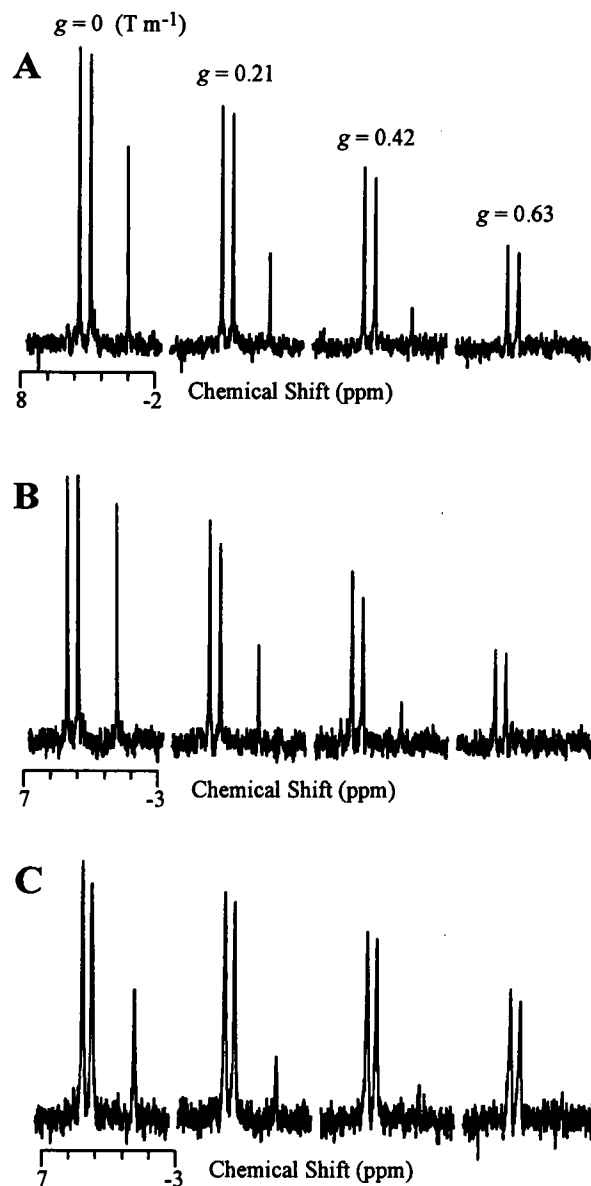 g = 0 (T m-1)
A
g = 0.21
g = 0.42
g = 0.63
8 -2 Chemical Shift (ppm)
B
7 -3 Chemical Shift (ppm)
C
7 -3 Chemical Shift (ppm)